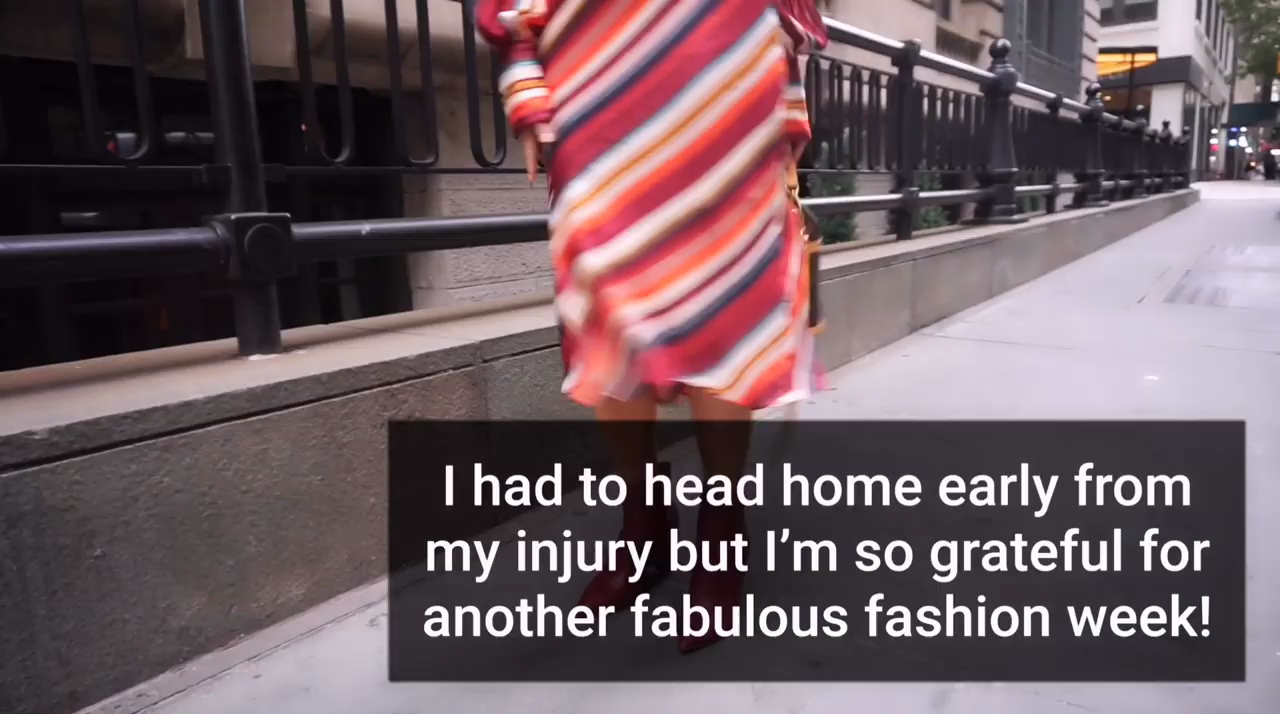 I had to head home early from
my injury but I’m so grateful for
another fabulous fashion week!